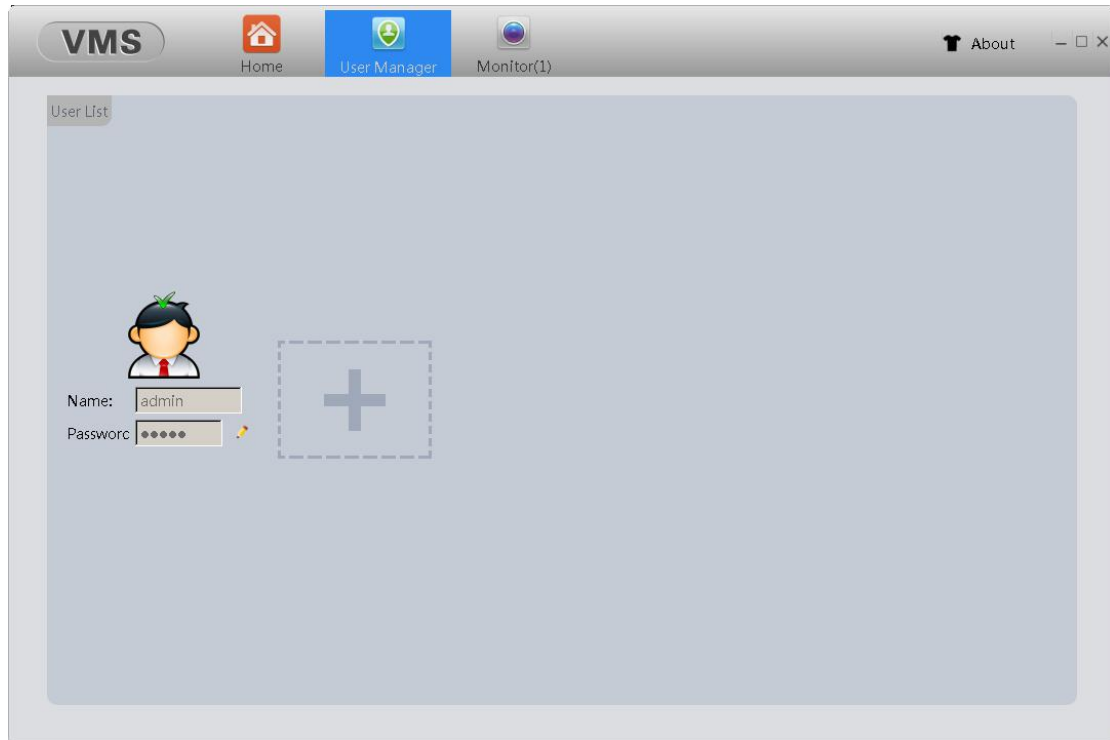 VMS
Home
User Manager
Monitor(1)
About
User List
Name: admin
Passworc •••••